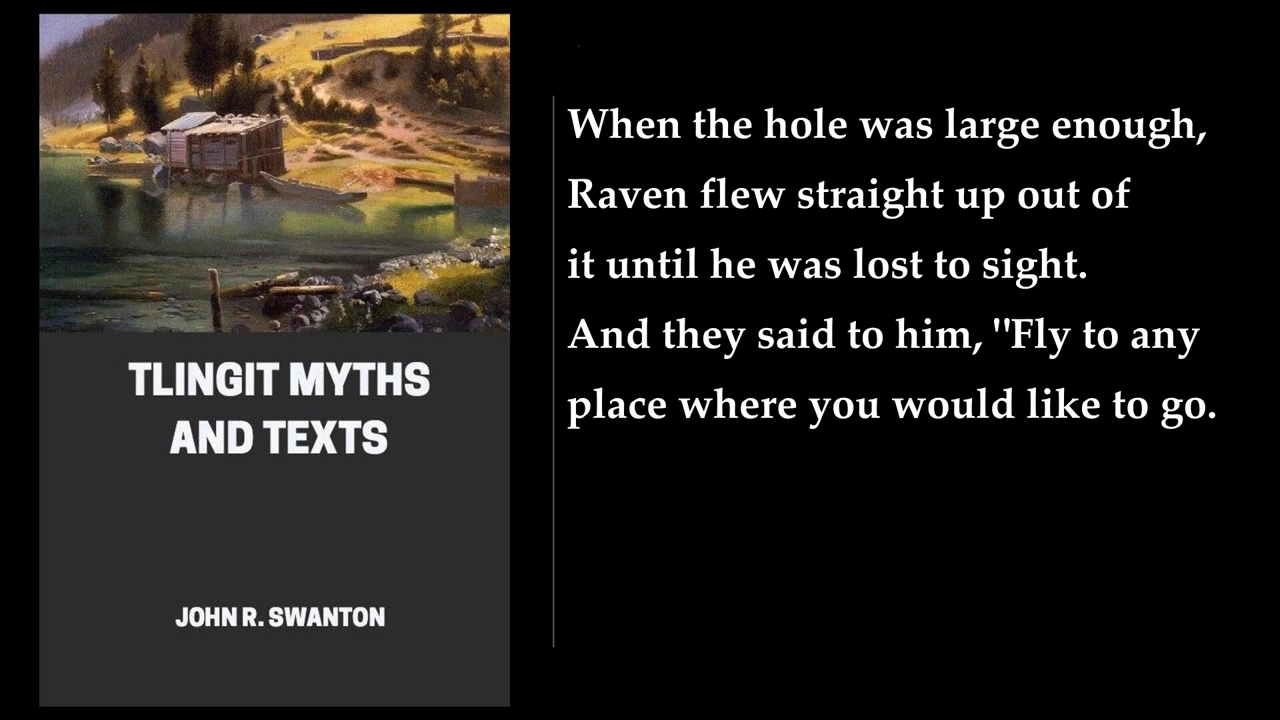 TLINGIT MYTHS
AND TEXTS
JOHN R. SWANTON
When the hole was large enough,
Raven flew straight up out of
it until he was lost to sight.
And they said to him, "Fly to any
place where you would like to go.